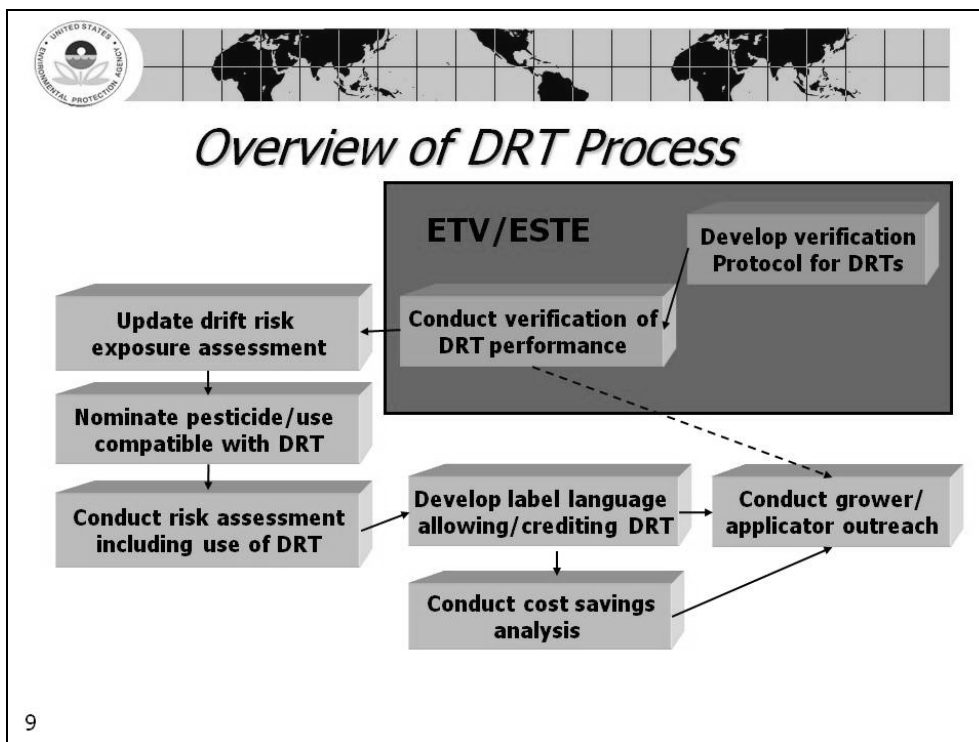 UNITED STATES
ENVIRONMENTAL PROTECTION AGENCY
Overview of DRT Process
ETV/ESTE
Develop verification
Protocol for DRTs
Conduct verification of
DRT performance
Update drift risk
exposure assessment
Nominate pesticide/use
compatible with DRT
Conduct risk assessment
including use of DRT
Develop label language
allowing/crediting DRT
Conduct grower/
applicator outreach
Conduct cost savings
analysis
9